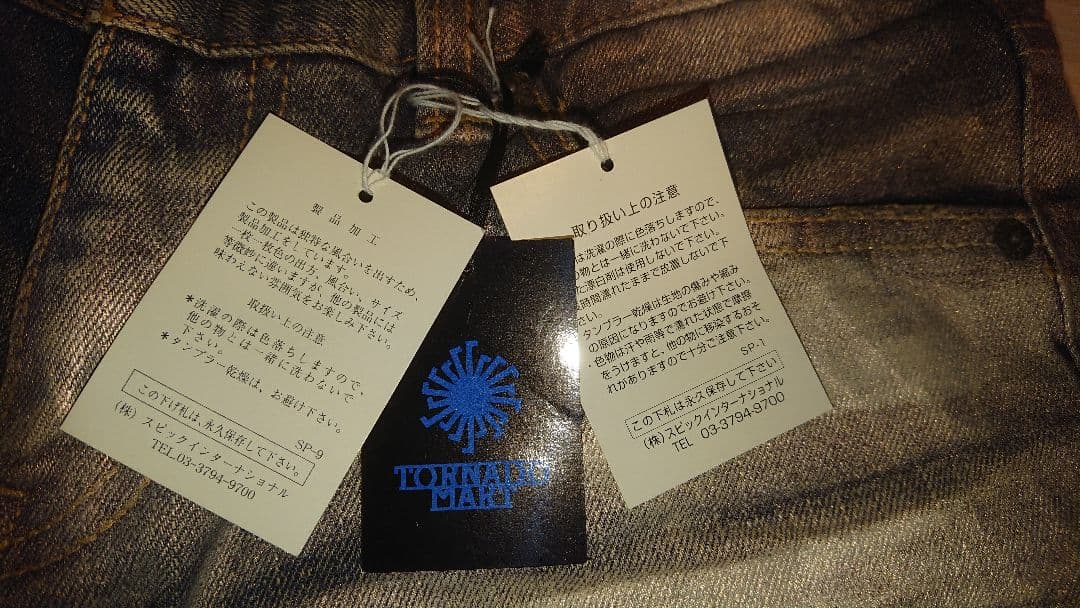 製品加工
この製品は独特な風合いを出すため、
製品加工をしています。
一枚一枚色の出方、風合い、サイズ
等微妙に違いますが、他の製品には
味わえない雰囲気をお楽しみ下さい。
取扱い上の注意
*洗濯の際は色落ちしますので、
他の物とは一緒に洗わないで
下さい。
*タンブラー乾燥は、お避け下さい。
SP-9
この下げ札は、永久保存して下さい。
(株)スピックインターナショナル
TEL.03-3794-9700
TORNADO
MART
取り扱い上の注意
は洗濯の際に色落ちしますので、
の物とは一緒に洗わないで下さい。
た漂白剤は使用しないで下さい。
時間濡れたままで放置しないで下
さい。
タンブラー乾燥は生地の傷みや縮み
の原因になりますのでお避け下さい。
色物は汗や雨等で濡れた状態で摩擦
をうけますと、他の物に移染するおそ
れがありますので十分ご注意下さい。
SP-1
この下札は永久保存して下さい
(株)スピックインターナショナル
TEL 03-3794-9700